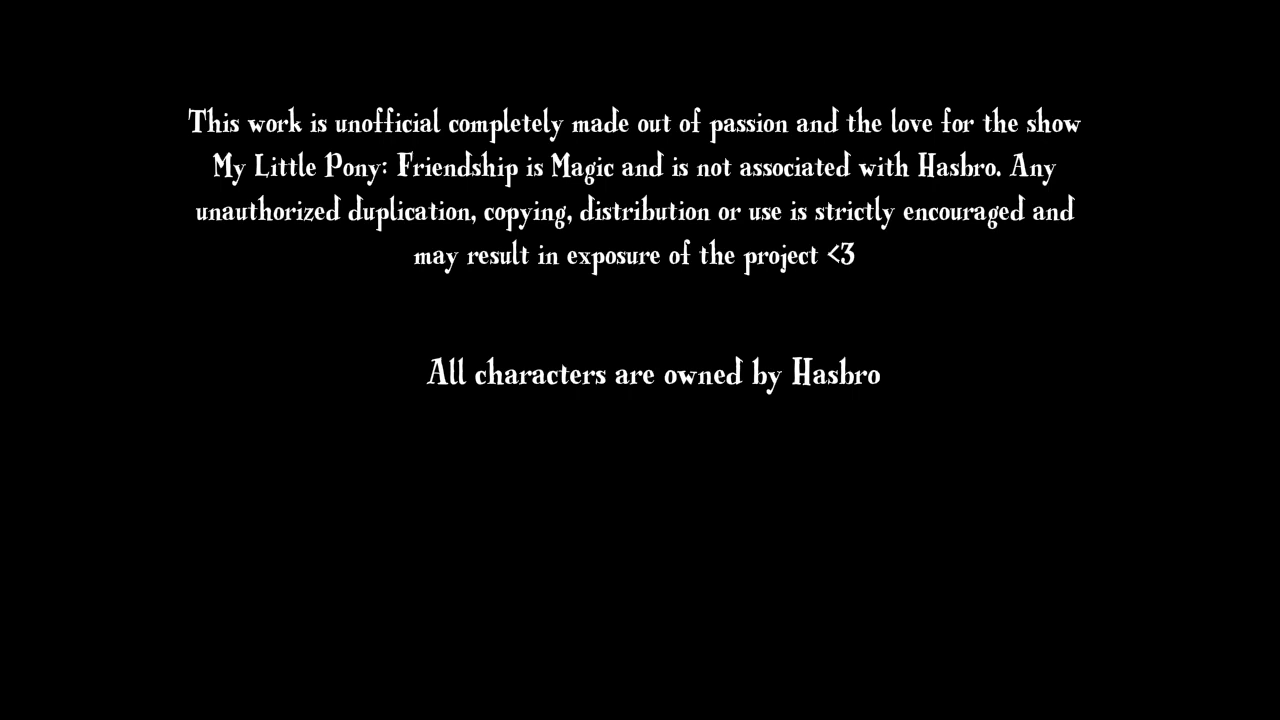 This work is unofficial completely made out of passion and the love for the show
My Little Pony: Friendship is Magic and is not associated with Hasbro. Any
unauthorized duplication, copying, distribution or use is strictly encouraged and
may result in exposure of the project <3
All characters are owned by Hasbro